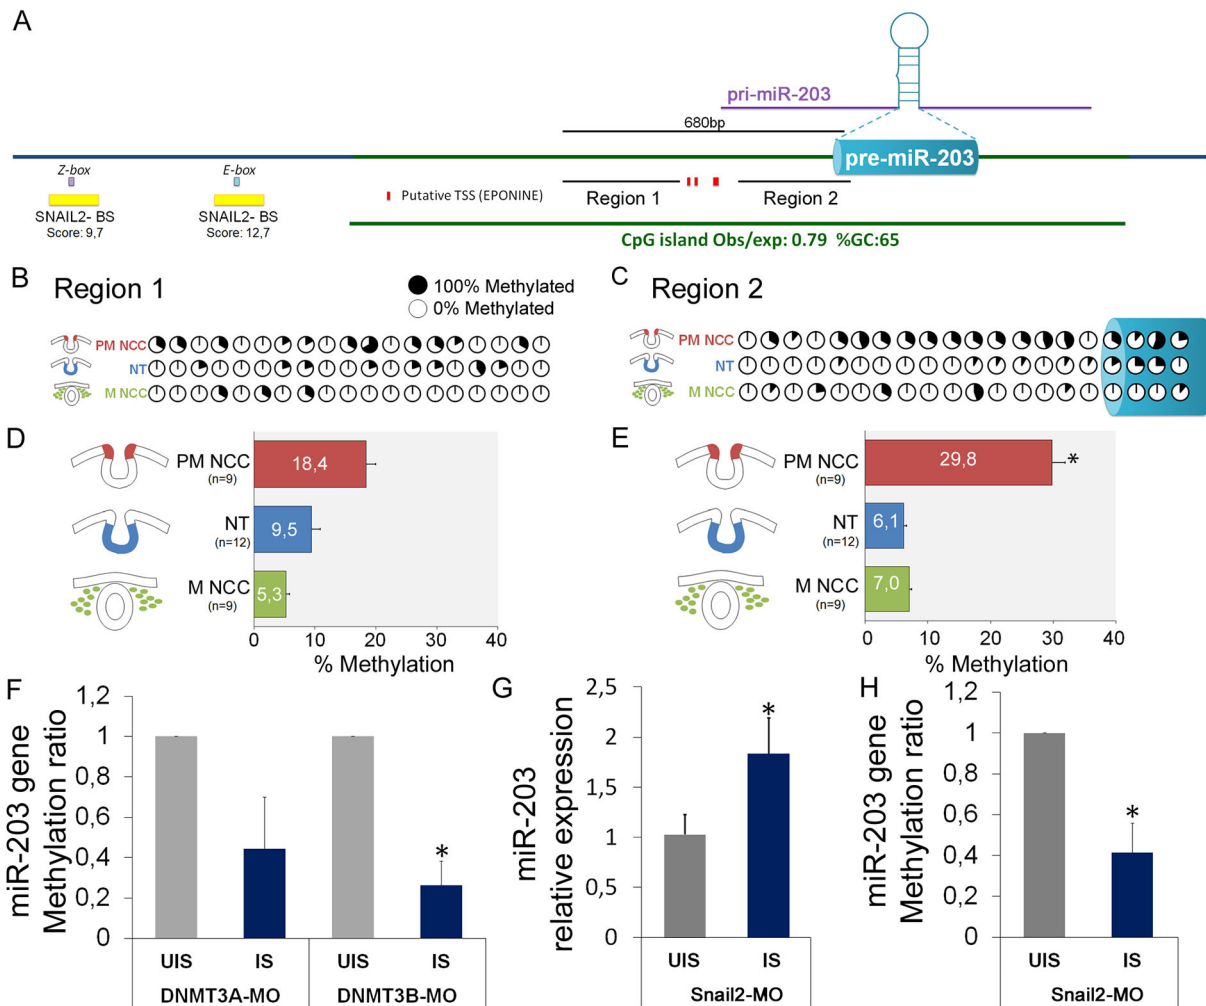 A
pri-miR-203
680bp
pre-miR-203
Z-box
E-box
SNAIL2- BS
Score: 9,7
SNAIL2- BS
Score: 12,7
Putative TSS (EPONINE)
Region 1
Region 2
CpG island Obs/exp: 0.79 %GC:65
B
Region 1
100% Methylated
0% Methylated
PM NCC
NT
M NCC
C
Region 2
PM NCC
NT
M NCC
D
PM NCC
(n=9)
18,4
NT
(n=12)
9,5
M NCC
(n=9)
5,3
0 10 20 30 40
% Methylation
E
PM NCC
(n=9)
29,8
*
NT
(n=12)
6,1
M NCC
(n=9)
7,0
0 10 20 30 40
% Methylation
F
miR-203 gene
Methylation ratio
1,2
1
0,8
0,6
0,4
0,2
0
*
UIS IS UIS IS
DNMT3A-MO DNMT3B-MO
G
miR-203
relative expression
2,5
2
1,5
1
0,5
0
*
UIS IS
Snail2-MO
H
miR-203 gene
Methylation ratio
1,2
1
0,8
0,6
0,4
0,2
0
*
UIS IS
Snail2-MO